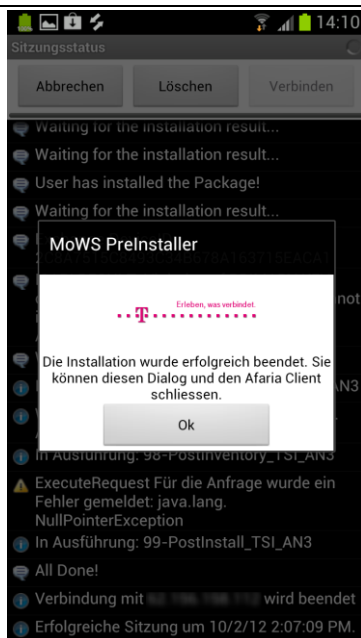 14:10
Sitzungsstatus
Abbrechen
Löschen
Verbinden
Waiting for the installation result...
Waiting for the installation result...
User has installed the Package!
Waiting for the installation result...
MoWS PreInstaller
not
Erleben, was verbindet.
T
Die Installation wurde erfolgreich beendet. Sie
können diesen Dialog und den Afaria Client
schliessen.
AN3
Ok
In Ausführung: 98-PostInventory_TSI_AN3
ExecuteRequest Für die Anfrage wurde ein
Fehler gemeldet: java.lang.
NullPointerException
In Ausführung: 99-PostInstall_TSI_AN3
All Done!
Verbindung mit wird beendet
Erfolgreiche Sitzung um 10/2/12 2:07:09 PM.